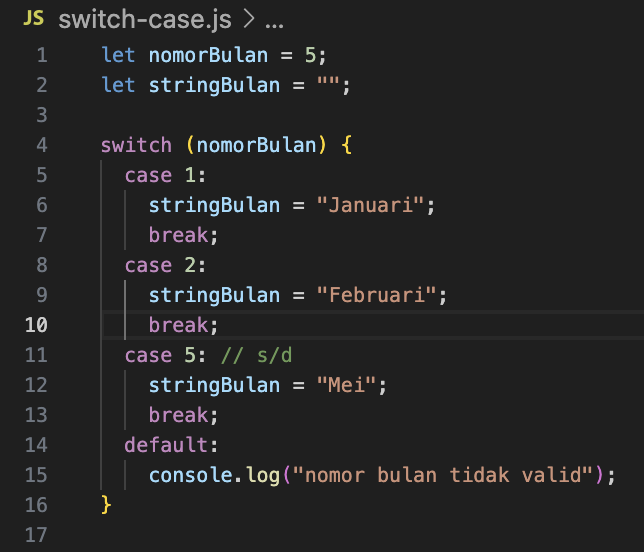 JS switch-case.js > ...
1 let nomorBulan = 5;
2 let stringBulan = "";
3
4 switch (nomorBulan) {
5   case 1:
6     stringBulan = "Januari";
7     break;
8   case 2:
9     stringBulan = "Februari";
10     break;
11   case 5: // s/d
12     stringBulan = "Mei";
13     break;
14   default:
15     console.log("nomor bulan tidak valid");
16 }
17